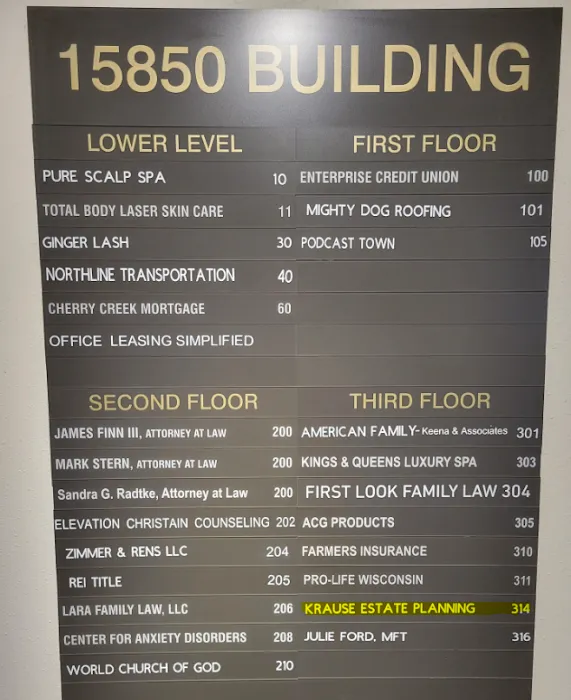 15850 BUILDING
LOWER LEVEL
PURE SCALP SPA 10
TOTAL BODY LASER SKIN CARE 11
GINGER LASH 30
NORTHLINE TRANSPORTATION 40
CHERRY CREEK MORTGAGE 60
OFFICE LEASING SIMPLIFIED
FIRST FLOOR
ENTERPRISE CREDIT UNION 100
MIGHTY DOG ROOFING 101
PODCAST TOWN 105
SECOND FLOOR
JAMES FINN III, ATTORNEY AT LAW 200
MARK STERN, ATTORNEY AT LAW 200
Sandra G. Radtke, Attorney at Law 200
ELEVATION CHRISTAIN COUNSELING 202
ZIMMER & RENS LLC 204
REI TITLE 205
LARA FAMILY LAW, LLC 206
CENTER FOR ANXIETY DISORDERS 208
WORLD CHURCH OF GOD 210
THIRD FLOOR
AMERICAN FAMILY- Keena & Associates 301
KINGS & QUEENS LUXURY SPA 303
FIRST LOOK FAMILY LAW 304
ACG PRODUCTS 305
FARMERS INSURANCE 310
PRO-LIFE WISCONSIN 311
KRAUSE ESTATE PLANNING 314
JULIE FORD, MFT 316